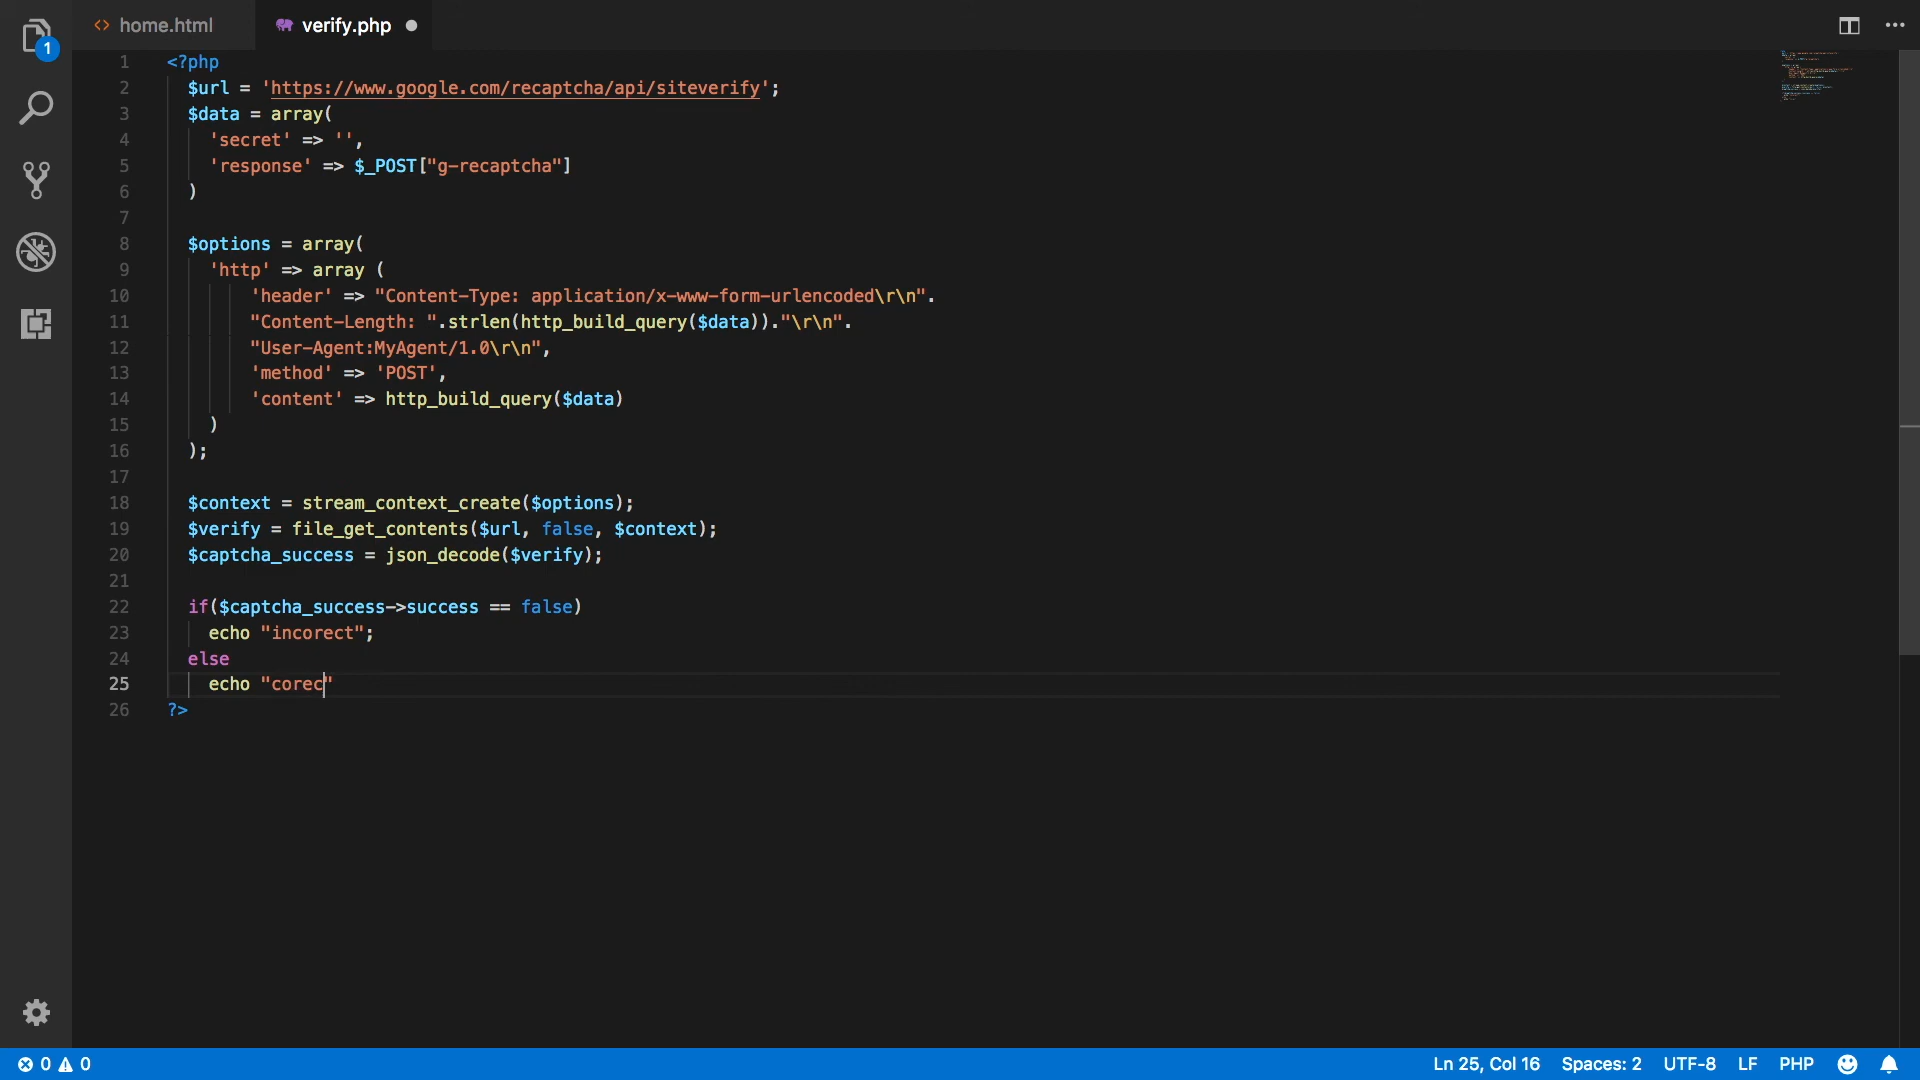 1
home.html
verify.php
1 <?php
2 $url = 'https://www.google.com/recaptcha/api/siteverify';
3 $data = array(
4 'secret' => '',
5 'response' => $_POST["g-recaptcha"]
6 )
7
8 $options = array(
9 'http' => array (
10 'header' => "Content-Type: application/x-www-form-urlencoded\r\n".
11 "Content-Length: ".strlen(http_build_query($data))."\r\n".
12 "User-Agent:MyAgent/1.0\r\n",
13 'method' => 'POST',
14 'content' => http_build_query($data)
15 )
16 );
17
18 $context = stream_context_create($options);
19 $verify = file_get_contents($url, false, $context);
20 $captcha_success = json_decode($verify);
21
22 if($captcha_success->success == false)
23 echo "incorect";
24 else
25 echo "corec"
26 ?>
0 0
Ln 25, Col 16 Spaces: 2 UTF-8 LF PHP